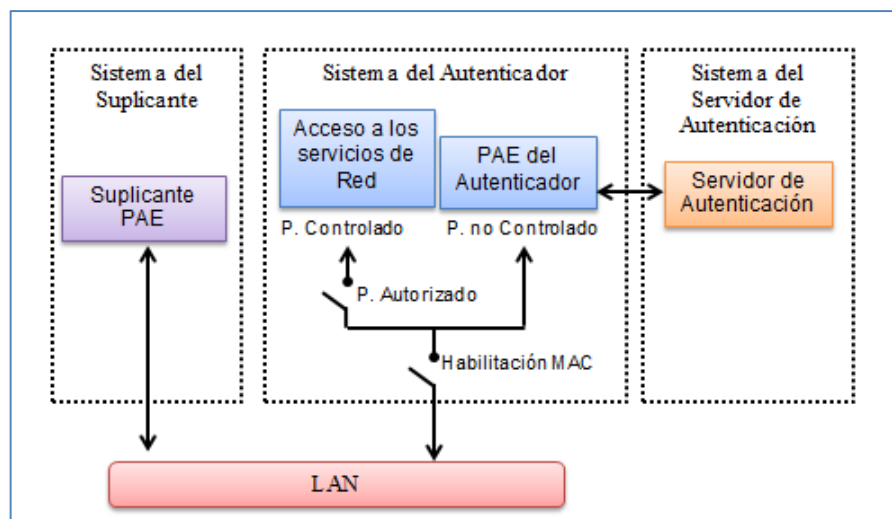 Sistema del
Suplicante
Suplicante
PAE
Sistema del Autenticador
Acceso a los
servicios de
Red
PAE del
Autenticador
P. Controlado
P. no Controlado
P. Autorizado
Habilitación MAC
Sistema del
Servidor de
Autenticación
Servidor de
Autenticación
LAN